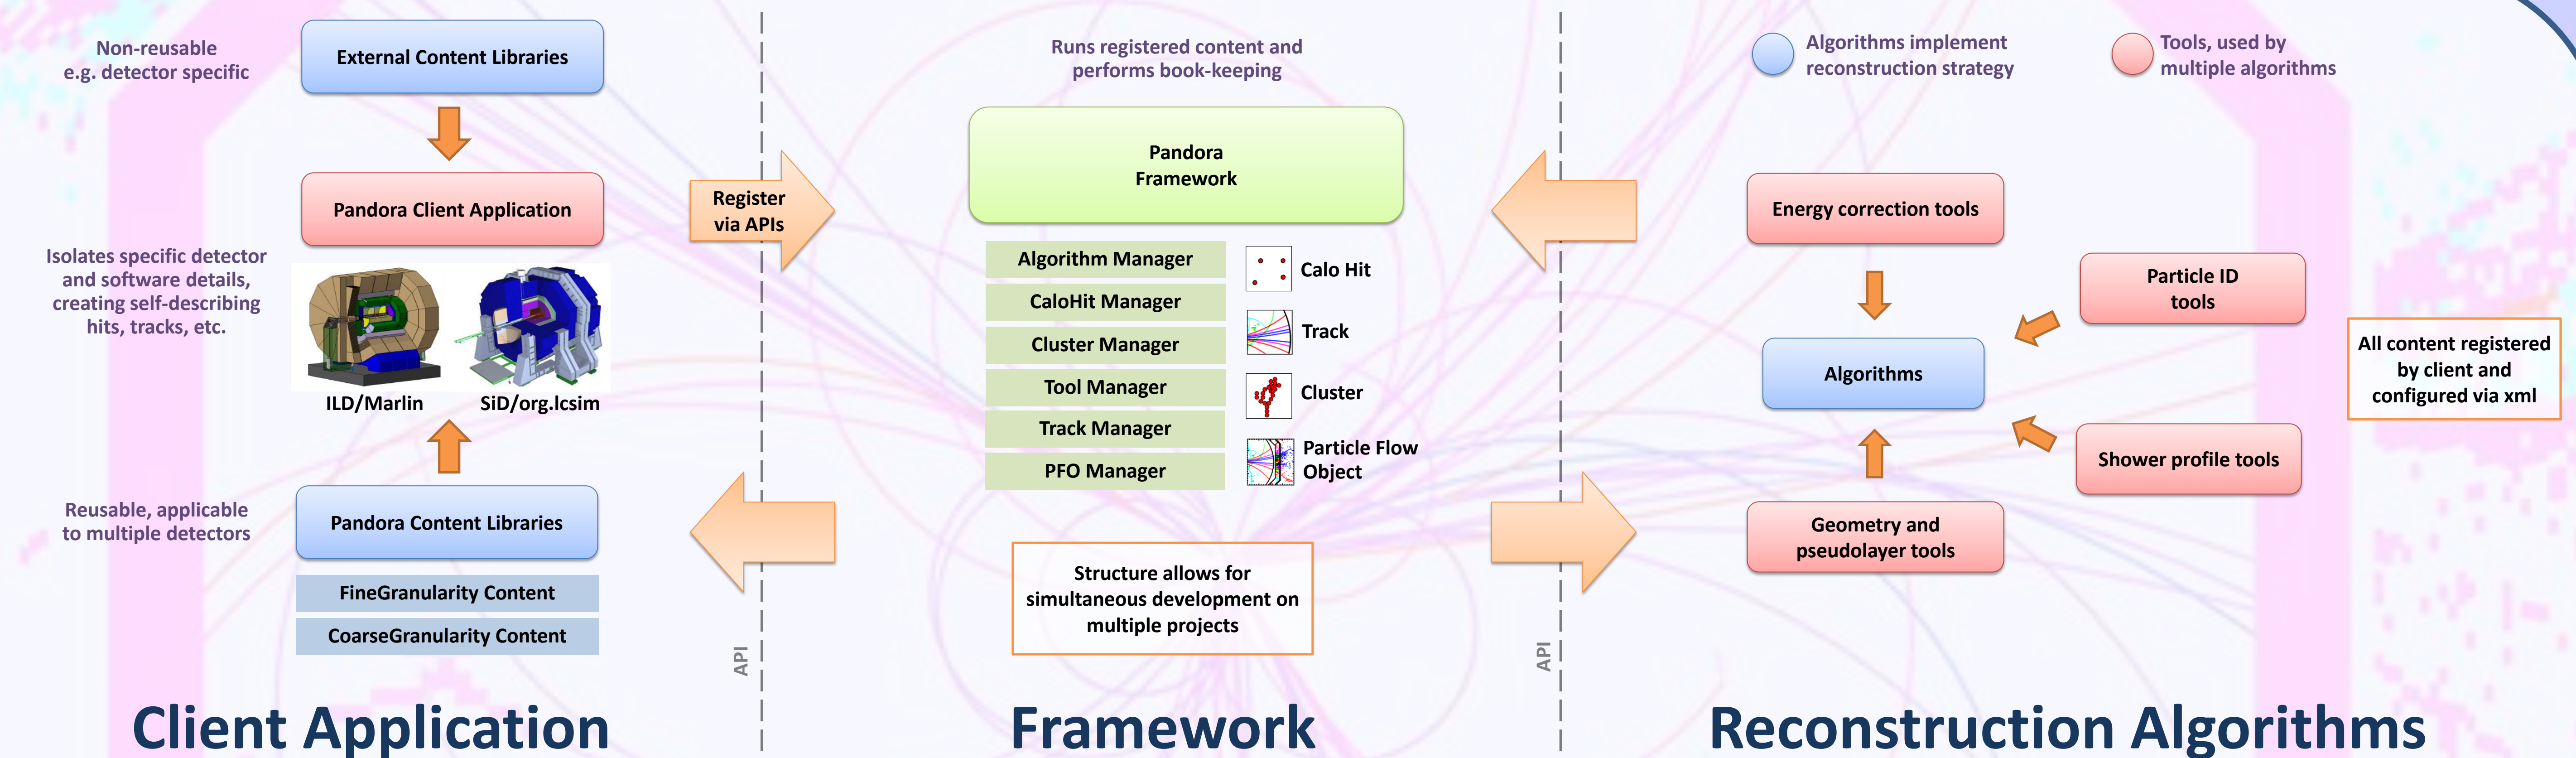 Non-reusable
e.g. detector specific
External Content Libraries
Pandora Client Application
Isolates specific detector
and software details,
creating self-describing
hits, tracks, etc.
ILD/Marlin
SiD/org.lcsim
Reusable, applicable
to multiple detectors
Pandora Content Libraries
FineGranularity Content
CoarseGranularity Content
Client Application
Register
via APIs
API
Runs registered content and
performs book-keeping
Pandora
Framework
Algorithm Manager
CaloHit Manager
Cluster Manager
Tool Manager
Track Manager
PFO Manager
Calo Hit
Track
Cluster
Particle Flow
Object
Structure allows for
simultaneous development on
multiple projects
Framework
API
Algorithms implement
reconstruction strategy
Tools, used by
multiple algorithms
Energy correction tools
Particle ID
tools
Algorithms
All content registered
by client and
configured via xml
Shower profile tools
Geometry and
pseudolayer tools
Reconstruction Algorithms